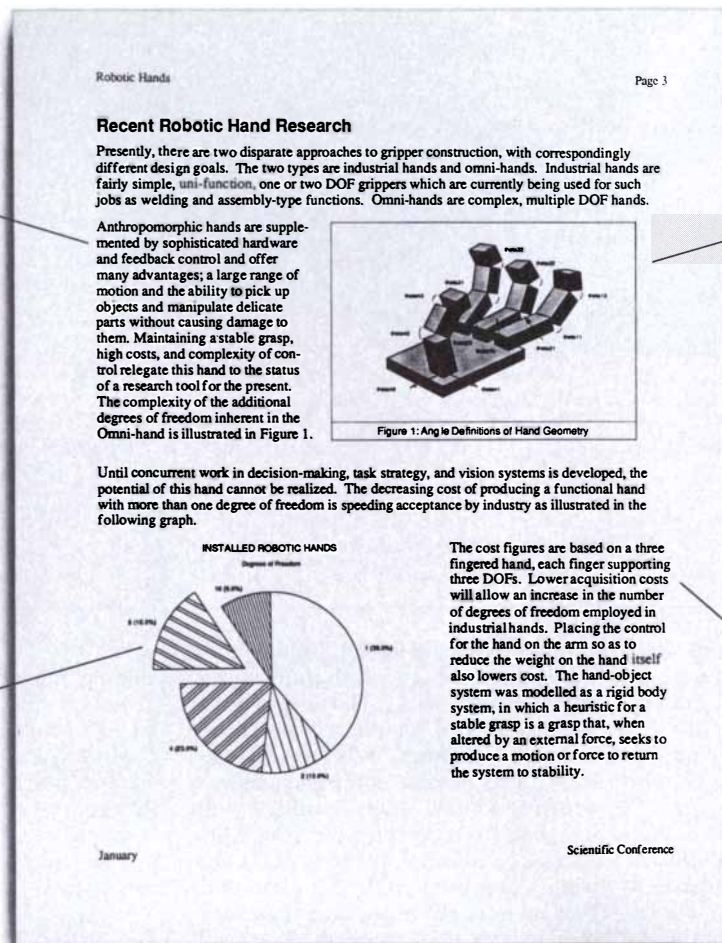 Robotic Hands
Page 3
Recent Robotic Hand Research
Presently, there are two disparate approaches to gripper construction, with correspondingly
different design goals. The two types are industrial hands and omni-hands. Industrial hands are
fairly simple, uni-function, one or two DOF grippers which are currently being used for such
jobs as welding and assembly-type functions. Omni-hands are complex, multiple DOF hands.
Anthropomorphic hands are supple-
mented by sophisticated hardware
and feedback control and offer
many advantages; a large range of
motion and the ability to pick up
objects and manipulate delicate
parts without causing damage to
them. Maintaining a stable grasp,
high costs, and complexity of con-
trol relegate this hand to the status
of a research tool for the present.
The complexity of the additional
degrees of freedom inherent in the
Omni-hand is illustrated in Figure 1.
Figure 1: Angle Definitions of Hand Geometry
Until concurrent work in decision-making, task strategy, and vision systems is developed, the
potential of this hand cannot be realized. The decreasing cost of producing a functional hand
with more than one degree of freedom is speeding acceptance by industry as illustrated in the
following graph.
INSTALLED ROBOTIC HANDS
Degrees of Freedom
The cost figures are based on a three
fingered hand, each finger supporting
three DOFs. Lower acquisition costs
will allow an increase in the number
of degrees of freedom employed in
industrial hands. Placing the control
for the hand on the arm so as to
reduce the weight on the hand itself
also lowers cost. The hand-object
system was modelled as a rigid body
system, in which a heuristic for a
stable grasp is a grasp that, when
altered by an external force, seeks to
produce a motion or force to return
the system to stability.
January
Scientific Conference